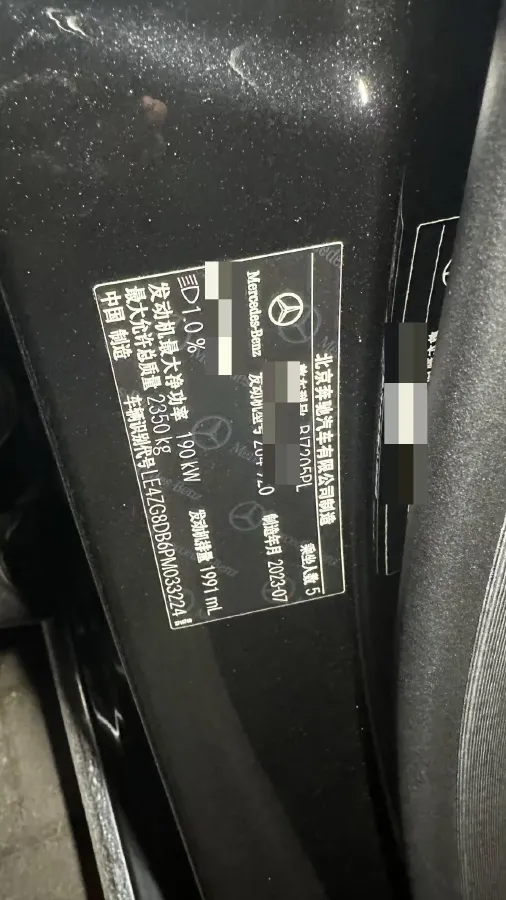 北京奔驰汽车有限公司制造
Mercedes-Benz
BJ7205PL
乘坐人数 5
制造年月 2023-07
1.0 %
发动机排量 1991 mL
发动机最大净功率 190 kW
最大允许总质量 2350 kg
中国 制造
车辆识别代号 LE4ZG8DB6PM033224